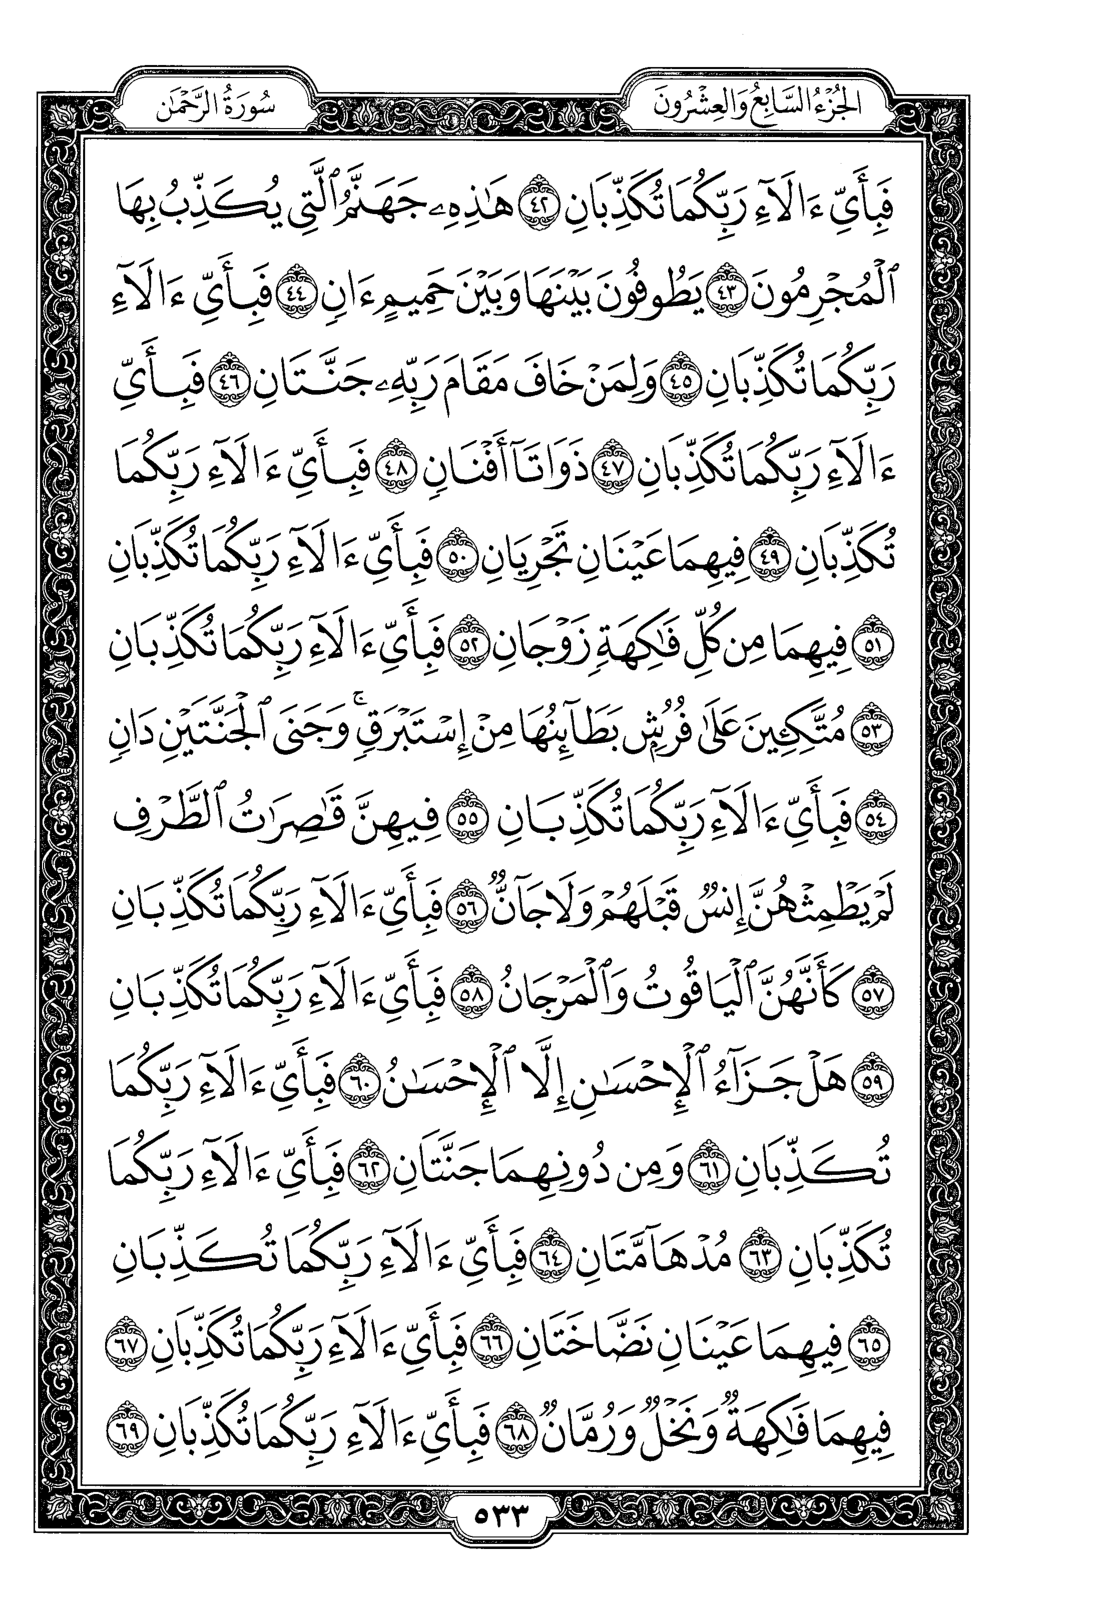 الجُزْءُ السَّابِعُ وَالعِشْرُونَ
سُورَةُ الرَّحْمَٰن
فَبِأَيِّ ءَالَآءِ رَبِّكُمَا تُكَذِّبَانِ ٤٢ هَٰذِهِۦ جَهَنَّمُ ٱلَّتِي يُكَذِّبُ بِهَا
ٱلْمُجْرِمُونَ ٤٣ يَطُوفُونَ بَيْنَهَا وَبَيْنَ حَمِيمٍ ءَانٍ ٤٤ فَبِأَيِّ ءَالَآءِ
رَبِّكُمَا تُكَذِّبَانِ ٤٥ وَلِمَنْ خَافَ مَقَامَ رَبِّهِۦ جَنَّتَانِ ٤٦ فَبِأَيِّ
ءَالَآءِ رَبِّكُمَا تُكَذِّبَانِ ٤٧ ذَوَاتَآ أَفْنَانٍ ٤٨ فَبِأَيِّ ءَالَآءِ رَبِّكُمَا
تُكَذِّبَانِ ٤٩ فِيهِمَا عَيْنَانِ تَجْرِيَانِ ٥٠ فَبِأَيِّ ءَالَآءِ رَبِّكُمَا تُكَذِّبَانِ
٥١ فِيهِمَا مِن كُلِّ فَٰكِهَةٍ زَوْجَانِ ٥٢ فَبِأَيِّ ءَالَآءِ رَبِّكُمَا تُكَذِّبَانِ
٥٣ مُتَّكِـِٔينَ عَلَىٰ فُرُشٍۭ بَطَآئِنُهَا مِنْ إِسْتَبْرَقٍۚ وَجَنَى ٱلْجَنَّتَيْنِ دَانٍ
٥٤ فَبِأَيِّ ءَالَآءِ رَبِّكُمَا تُكَذِّبَانِ ٥٥ فِيهِنَّ قَٰصِرَٰتُ ٱلطَّرْفِ
لَمْ يَطْمِثْهُنَّ إِنسٌ قَبْلَهُمْ وَلَا جَآنٌّ ٥٦ فَبِأَيِّ ءَالَآءِ رَبِّكُمَا تُكَذِّبَانِ
٥٧ كَأَنَّهُنَّ ٱلْيَاقُوتُ وَٱلْمَرْجَانُ ٥٨ فَبِأَيِّ ءَالَآءِ رَبِّكُمَا تُكَذِّبَانِ
٥٩ هَلْ جَزَآءُ ٱلْإِحْسَٰنِ إِلَّا ٱلْإِحْسَٰنُ ٦٠ فَبِأَيِّ ءَالَآءِ رَبِّكُمَا
تُكَذِّبَانِ ٦١ وَمِن دُونِهِمَا جَنَّتَانِ ٦٢ فَبِأَيِّ ءَالَآءِ رَبِّكُمَا
تُكَذِّبَانِ ٦٣ مُدْهَآمَّتَانِ ٦٤ فَبِأَيِّ ءَالَآءِ رَبِّكُمَا تُكَذِّبَانِ
٦٥ فِيهِمَا عَيْنَانِ نَضَّاخَتَانِ ٦٦ فَبِأَيِّ ءَالَآءِ رَبِّكُمَا تُكَذِّبَانِ ٦٧
فِيهِمَا فَٰكِهَةٌ وَنَخْلٌ وَرُمَّانٌ ٦٨ فَبِأَيِّ ءَالَآءِ رَبِّكُمَا تُكَذِّبَانِ ٦٩
٥٣٣